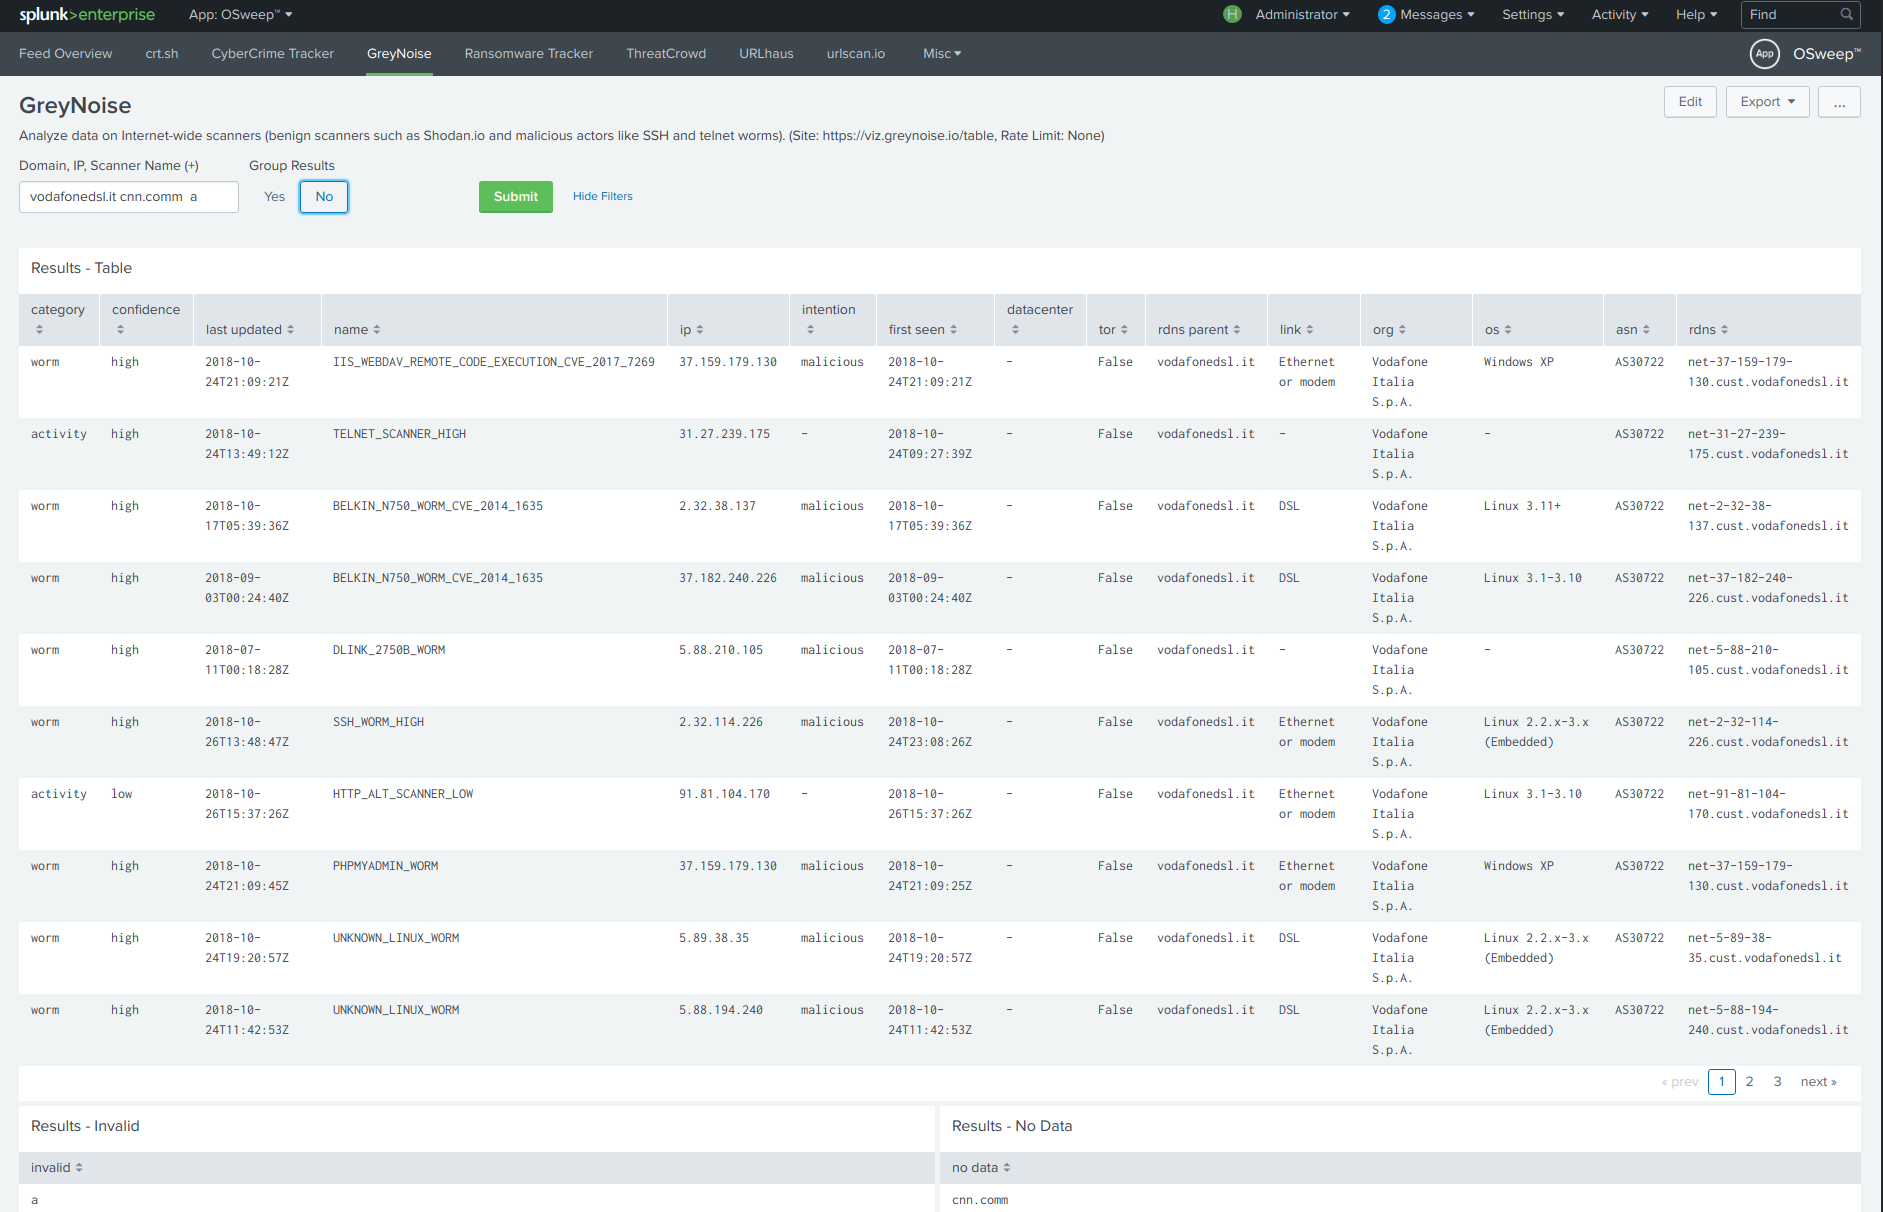 splunk>enterprise App: OSweep™ H Administrator 2 Messages Settings Activity Help Find
Feed Overview crt.sh CyberCrime Tracker GreyNoise Ransomware Tracker ThreatCrowd URLhaus urlscan.io Misc App OSweep™
GreyNoise Edit Export ...
Analyze data on Internet-wide scanners (benign scanners such as Shodan.io and malicious actors like SSH and telnet worms). (Site: https://viz.greynoise.io/table, Rate Limit: None)
Domain, IP, Scanner Name (+) Group Results
vodafonedsl.it cnn.comm  a Yes No Submit Hide Filters
Results - Table
category confidence intention datacenter
last updated name ip first seen tor rdns parent link org os asn rdns
worm high 2018-10- IIS_WEBDAV_REMOTE_CODE_EXECUTION_CVE_2017_7269 37.159.179.130 malicious 2018-10- - False vodafonedsl.it Ethernet Vodafone Windows XP AS30722 net-37-159-179-
24T21:09:21Z 24T21:09:21Z or modem Italia 130.cust.vodafonedsl.it
S.p.A.
activity high 2018-10- TELNET_SCANNER_HIGH 31.27.239.175 - 2018-10- - False vodafonedsl.it - Vodafone - AS30722 net-31-27-239-
24T13:49:12Z 24T09:27:39Z Italia 175.cust.vodafonedsl.it
S.p.A.
worm high 2018-10- BELKIN_N750_WORM_CVE_2014_1635 2.32.38.137 malicious 2018-10- - False vodafonedsl.it DSL Vodafone Linux 3.11+ AS30722 net-2-32-38-
17T05:39:36Z 17T05:39:36Z Italia 137.cust.vodafonedsl.it
S.p.A.
worm high 2018-09- BELKIN_N750_WORM_CVE_2014_1635 37.182.240.226 malicious 2018-09- - False vodafonedsl.it DSL Vodafone Linux 3.1-3.10 AS30722 net-37-182-240-
03T00:24:40Z 03T00:24:40Z Italia 226.cust.vodafonedsl.it
S.p.A.
worm high 2018-07- DLINK_2750B_WORM 5.88.210.105 malicious 2018-07- - False vodafonedsl.it - Vodafone - AS30722 net-5-88-210-
11T00:18:28Z 11T00:18:28Z Italia 105.cust.vodafonedsl.it
S.p.A.
worm high 2018-10- SSH_WORM_HIGH 2.32.114.226 malicious 2018-10- - False vodafonedsl.it Ethernet Vodafone Linux 2.2.x-3.x AS30722 net-2-32-114-
26T13:48:47Z 24T23:08:26Z or modem Italia (Embedded) 226.cust.vodafonedsl.it
S.p.A.
activity low 2018-10- HTTP_ALT_SCANNER_LOW 91.81.104.170 - 2018-10- - False vodafonedsl.it Ethernet Vodafone Linux 3.1-3.10 AS30722 net-91-81-104-
26T15:37:26Z 26T15:37:26Z or modem Italia 170.cust.vodafonedsl.it
S.p.A.
worm high 2018-10- PHPMYADMIN_WORM 37.159.179.130 malicious 2018-10- - False vodafonedsl.it Ethernet Vodafone Windows XP AS30722 net-37-159-179-
24T21:09:45Z 24T21:09:25Z or modem Italia 130.cust.vodafonedsl.it
S.p.A.
worm high 2018-10- UNKNOWN_LINUX_WORM 5.89.38.35 malicious 2018-10- - False vodafonedsl.it DSL Vodafone Linux 2.2.x-3.x AS30722 net-5-89-38-
24T19:20:57Z 24T19:20:57Z Italia (Embedded) 35.cust.vodafonedsl.it
S.p.A.
worm high 2018-10- UNKNOWN_LINUX_WORM 5.88.194.240 malicious 2018-10- - False vodafonedsl.it DSL Vodafone Linux 2.2.x-3.x AS30722 net-5-88-194-
24T11:42:53Z 24T11:42:53Z Italia (Embedded) 240.cust.vodafonedsl.it
S.p.A.
« prev 1 2 3 next »
Results - Invalid Results - No Data
invalid no data
a cnn.comm